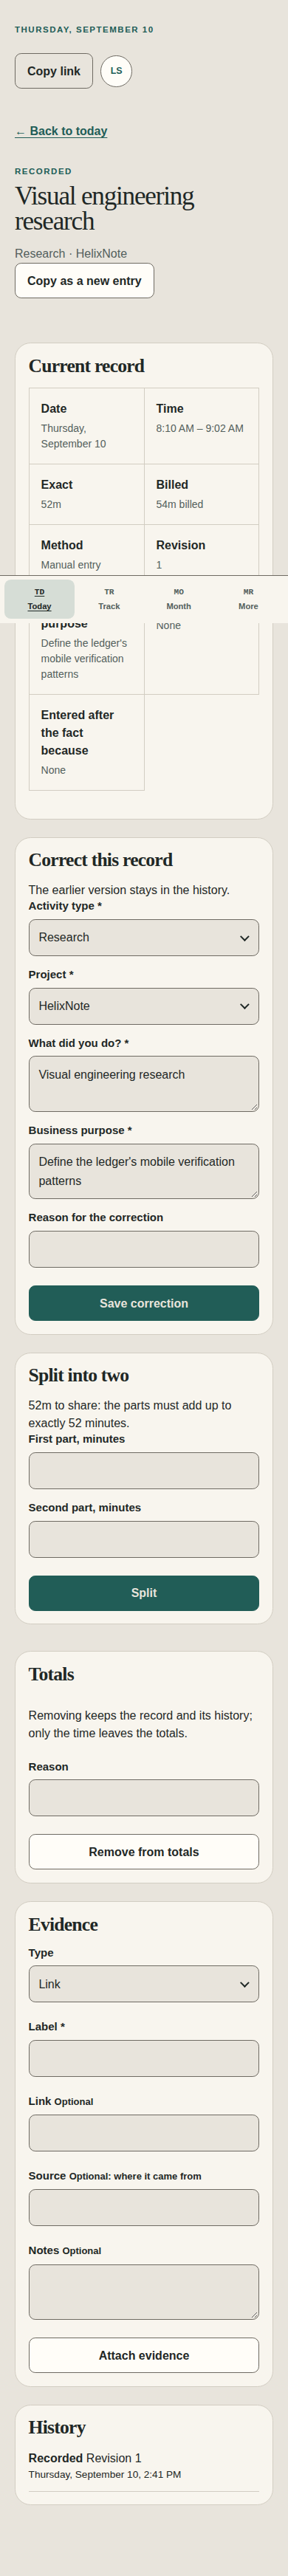 THURSDAY, SEPTEMBER 10
Copy link
LS
← Back to today
RECORDED
Visual engineering
research
Research · HelixNote
Copy as a new entry
Current record
Date
Thursday,
September 10
Time
8:10 AM – 9:02 AM
Exact
52m
Billed
54m billed
Method
Manual entry
Revision
1
TD
Today
TR
Track
MO
Month
MR
More
purpose
Define the ledger's
mobile verification
patterns
None
Entered after
the fact
because
None
Correct this record
The earlier version stays in the history.
Activity type *
Research
Project *
HelixNote
What did you do? *
Visual engineering research
Business purpose *
Define the ledger's mobile verification
patterns
Reason for the correction
Save correction
Split into two
52m to share: the parts must add up to
exactly 52 minutes.
First part, minutes
Second part, minutes
Split
Totals
Removing keeps the record and its history;
only the time leaves the totals.
Reason
Remove from totals
Evidence
Type
Link
Label *
Link Optional
Source Optional: where it came from
Notes Optional
Attach evidence
History
Recorded Revision 1
Thursday, September 10, 2:41 PM